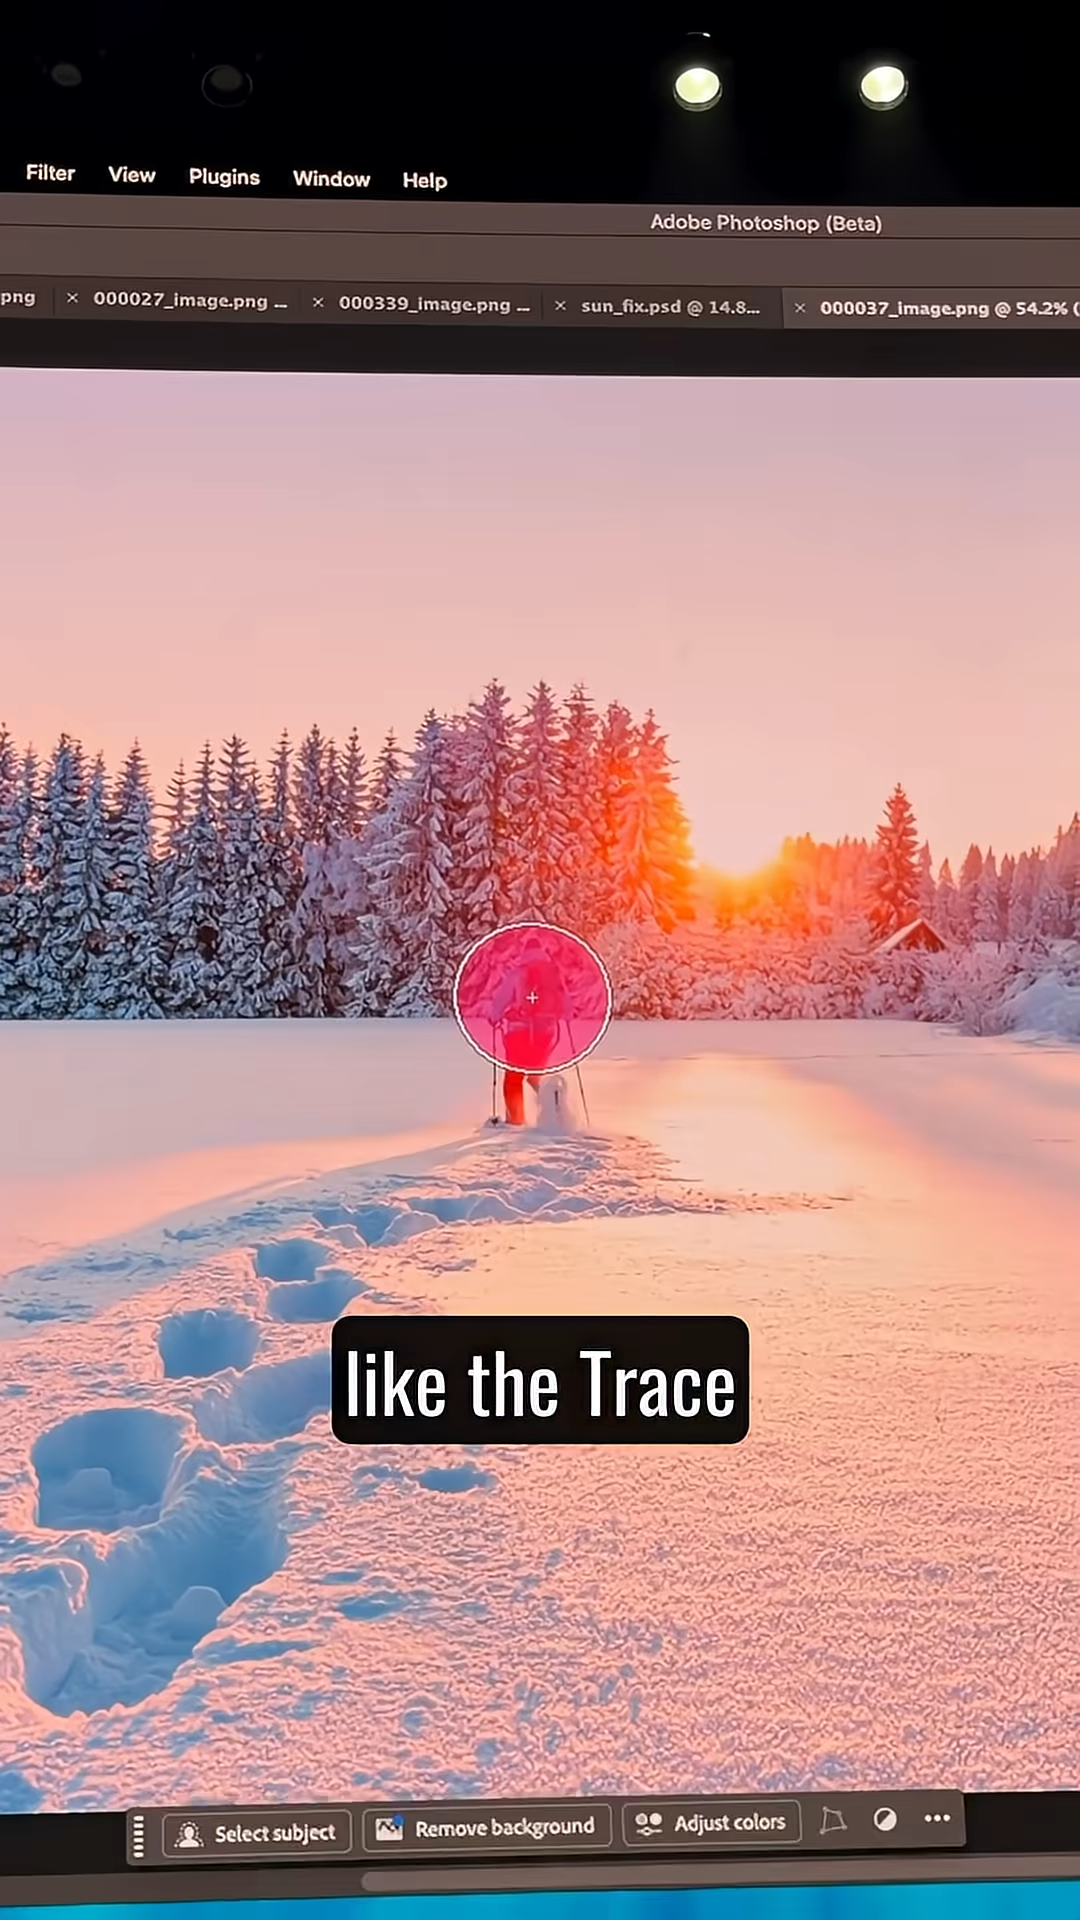 Filter View Plugins Window Help
Adobe Photoshop (Beta)
png × 000027_image.png ... × 000339_image.png ... × sun_fix.psd @ 14.8... × 000037_image.png @ 54.2% (
like the Trace
Select subject Remove background Adjust colors